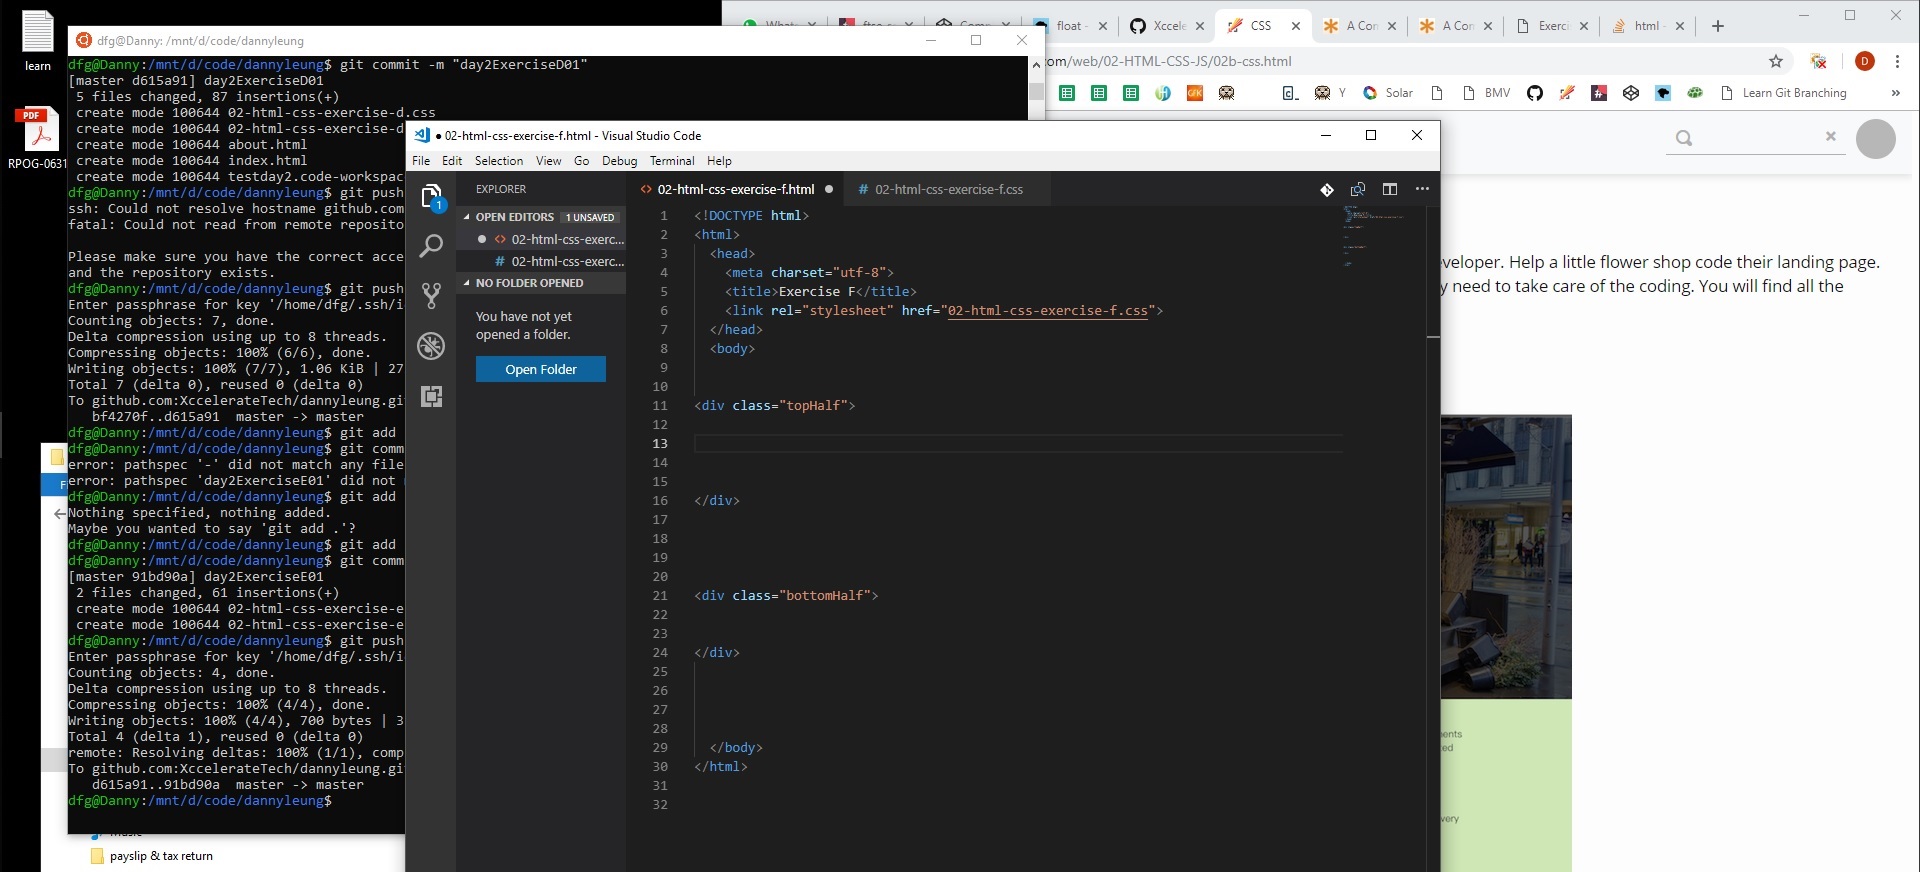 learn
PDF
RPOG-0631
dfg@Danny: /mnt/d/code/dannyleung
dfg@Danny:/mnt/d/code/dannyleung$ git commit -m "day2ExerciseD01"
[master d615a91] day2ExerciseD01
5 files changed, 87 insertions(+)
create mode 100644 02-html-css-exercise-d.css
create mode 100644 02-html-css-exercise-d
create mode 100644 about.html
create mode 100644 index.html
create mode 100644 testday2.code-workspac
dfg@Danny:/mnt/d/code/dannyleung$ git push
ssh: Could not resolve hostname github.com
fatal: Could not read from remote reposito
Please make sure you have the correct acce
and the repository exists.
dfg@Danny:/mnt/d/code/dannyleung$ git push
Enter passphrase for key '/home/dfg/.ssh/i
Counting objects: 7, done.
Delta compression using up to 8 threads.
Compressing objects: 100% (6/6), done.
Writing objects: 100% (7/7), 1.06 KiB | 27
Total 7 (delta 0), reused 0 (delta 0)
To github.com:XccelerateTech/dannyleung.gi
bf4270f..d615a91 master -> master
dfg@Danny:/mnt/d/code/dannyleung$ git add
dfg@Danny:/mnt/d/code/dannyleung$ git comm
error: pathspec '-' did not match any file
error: pathspec 'day2ExerciseE01' did not
dfg@Danny:/mnt/d/code/dannyleung$ git add
Nothing specified, nothing added.
Maybe you wanted to say 'git add .'?
dfg@Danny:/mnt/d/code/dannyleung$ git add
dfg@Danny:/mnt/d/code/dannyleung$ git comm
[master 91bd90a] day2ExerciseE01
2 files changed, 61 insertions(+)
create mode 100644 02-html-css-exercise-e
create mode 100644 02-html-css-exercise-e
dfg@Danny:/mnt/d/code/dannyleung$ git push
Enter passphrase for key '/home/dfg/.ssh/i
Counting objects: 4, done.
Delta compression using up to 8 threads.
Compressing objects: 100% (4/4), done.
Writing objects: 100% (4/4), 700 bytes | 3
Total 4 (delta 1), reused 0 (delta 0)
remote: Resolving deltas: 100% (1/1), comp
To github.com:XccelerateTech/dannyleung.gi
d615a91..91bd90a master -> master
dfg@Danny:/mnt/d/code/dannyleung$
payslip & tax return
● 02-html-css-exercise-f.html - Visual Studio Code
File Edit Selection View Go Debug Terminal Help
EXPLORER
OPEN EDITORS 1 UNSAVED
02-html-css-exerc...
# 02-html-css-exerc...
NO FOLDER OPENED
You have not yet
opened a folder.
Open Folder
1
02-html-css-exercise-f.html # 02-html-css-exercise-f.css
1 <!DOCTYPE html>
2 <html>
3 <head>
4 <meta charset="utf-8">
5 <title>Exercise F</title>
6 <link rel="stylesheet" href="02-html-css-exercise-f.css">
7 </head>
8 <body>
9
10
11 <div class="topHalf">
12
13
14
15
16 </div>
17
18
19
20
21 <div class="bottomHalf">
22
23
24 </div>
25
26
27
28
29 </body>
30 </html>
31
32
float - Xccele CSS A Con A Con Exerci html -
com/web/02-HTML-CSS-JS/02b-css.html
D
Y Solar BMV Learn Git Branching »
eveloper. Help a little flower shop code their landing page.
y need to take care of the coding. You will find all the
ents
ed
very